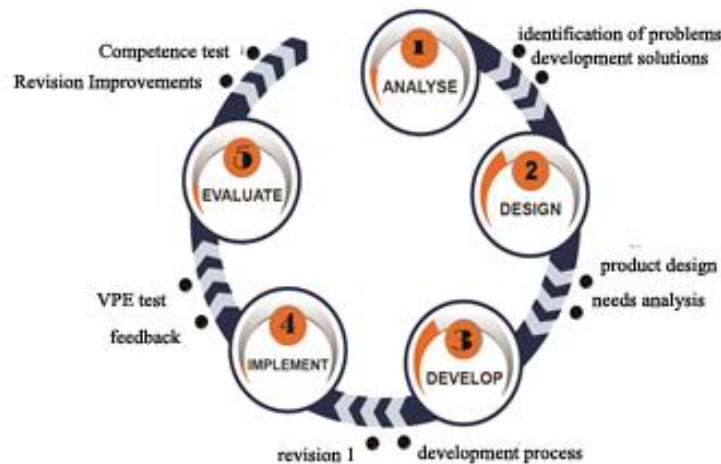 1
ANALYSE
identification of problems
development solutions
2
DESIGN
product design
needs analysis
3
DEVELOP
development process
revision 1
4
IMPLEMENT
VPE test
feedback
5
EVALUATE
Competence test
Revision Improvements